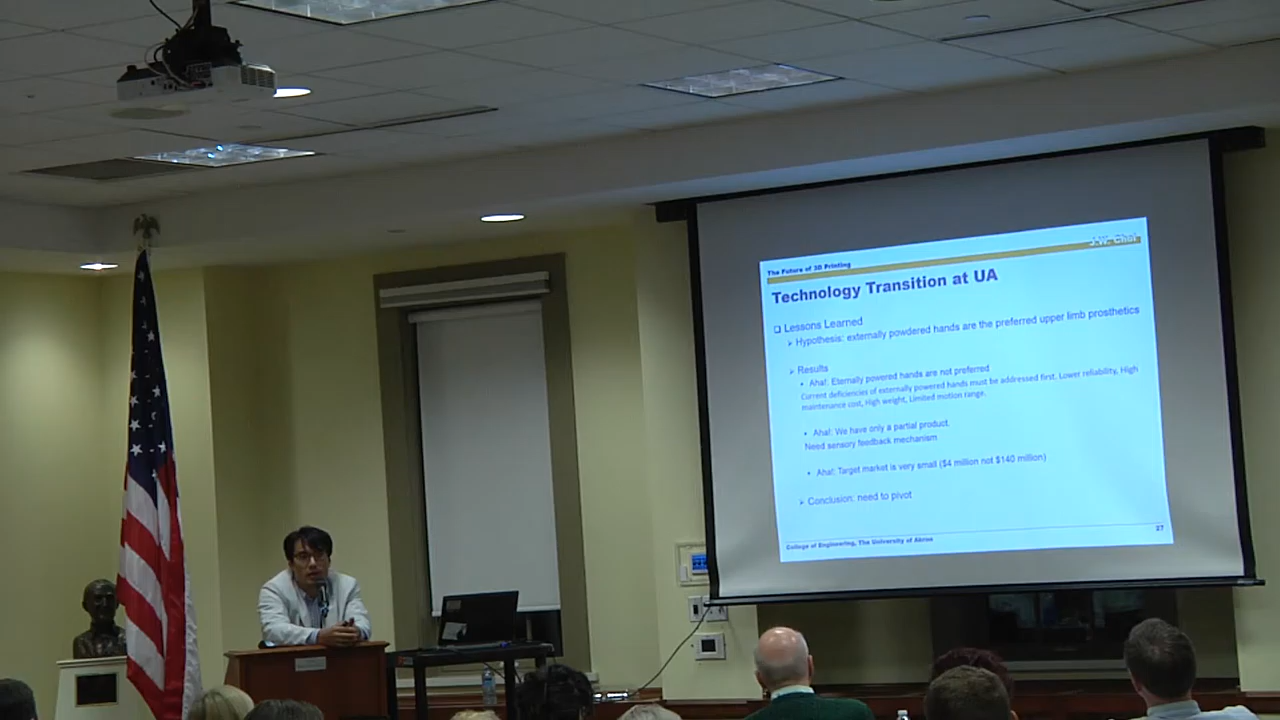 The Future of 3D Printing
J.W. Choi
Technology Transition at UA
Lessons Learned
Hypothesis: externally powdered hands are the preferred upper limb prosthetics
Results
Aha!: Eternally powered hands are not preferred
Current deficiencies of externally powered hands must be addressed first. Lower reliability, High
maintenance cost, High weight, Limited motion range.
Aha!: We have only a partial product.
Need sensory feedback mechanism
Aha!: Target market is very small ($4 million not $140 million)
Conclusion: need to pivot
College of Engineering, The University of Akron
27